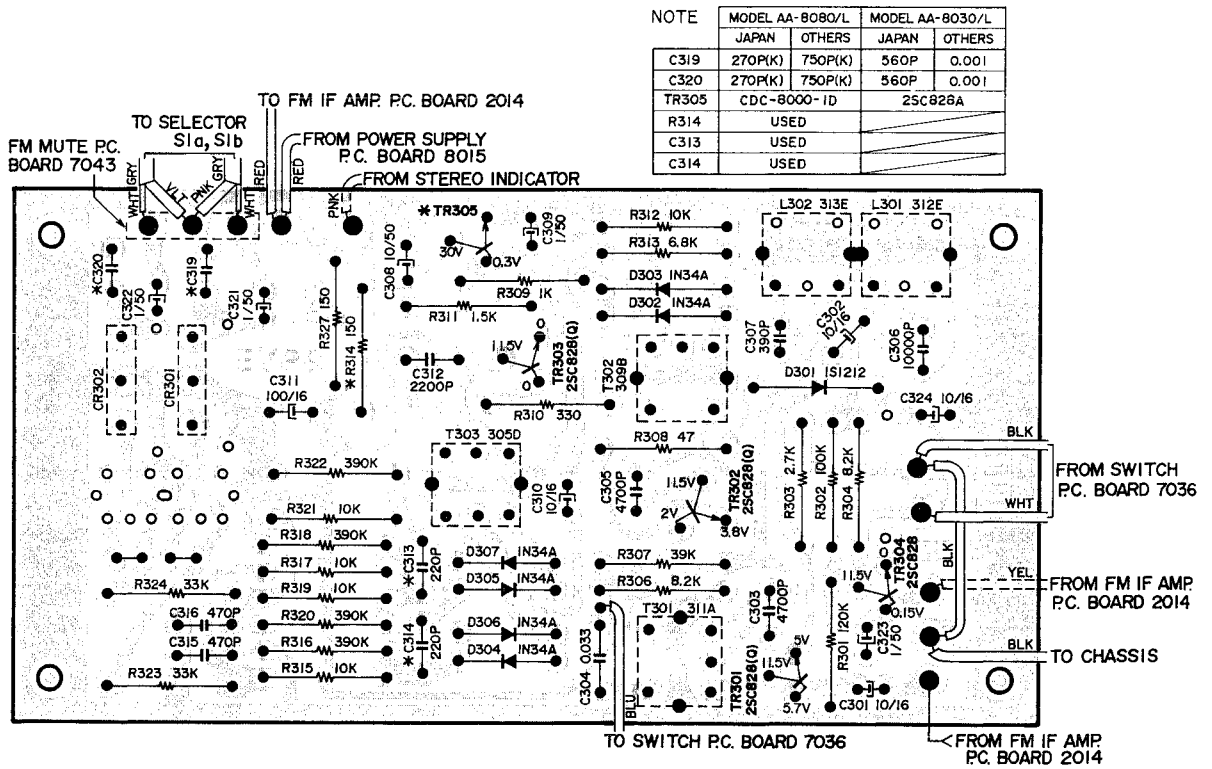 NOTE
MODEL AA-8080/L MODEL AA-8030/L
JAPAN OTHERS JAPAN OTHERS
C319 270P(K) 750P(K) 560P 0.001
C320 270P(K) 750P(K) 560P 0.001
TR305 CDC-8000-1D 2SC828A
R314 USED
C313 USED
C314 USED
TO FM IF AMP. P.C. BOARD 2014
TO SELECTOR
S1a, S1b
FROM POWER SUPPLY
P.C. BOARD 8015
FM MUTE P.C.
BOARD 7043
FROM STEREO INDICATOR
WHT
GRY
VLT
PNK
GRY
WHT
RED
RED
PNK
*TR305
30V
0.3V
C309
1/50
C308 10/50
R312 10K
R313 6.8K
D303 1N34A
D302 1N34A
L302 313E
L301 312E
*C320
C322
1/50
*C319
C321
1/50
R327 150
*R314 150
R309 1K
R311 1.5K
C307
390P
C302
10/16
C306
10000P
CR302
CR301
C311
100/16
C312
2200P
11.5V
0
0
TR303
2SC828(Q)
T302
309B
D301 1S1212
R310 330
C324 10/16
T303 305D
R308 47
BLK
R322 390K
C310
10/16
C305
4700P
11.5V
2V
3.8V
TR302
2SC828(Q)
R303 2.7K
R302 100K
R304 8.2K
FROM SWITCH
P.C. BOARD 7036
WHT
R321 10K
R318 390K
R317 10K
R319 10K
R320 390K
R316 390K
R315 10K
*C313
220P
*C314
220P
D307 1N34A
D305 1N34A
D306 1N34A
D304 1N34A
R307 39K
R306 8.2K
TR304
2SC828
11.5V
0
0.15V
BLK
YEL
FROM FM IF AMP.
P.C. BOARD 2014
R324 33K
C316 470P
C315 470P
R323 33K
C304 0.033
T301 311A
C303
4700P
5V
11.5V
5.7V
TR301
2SC828(Q)
R301 120K
C323
1/50
C301 10/16
BLK
TO CHASSIS
BLU
TO SWITCH P.C. BOARD 7036
FROM FM IF AMP.
P.C. BOARD 2014